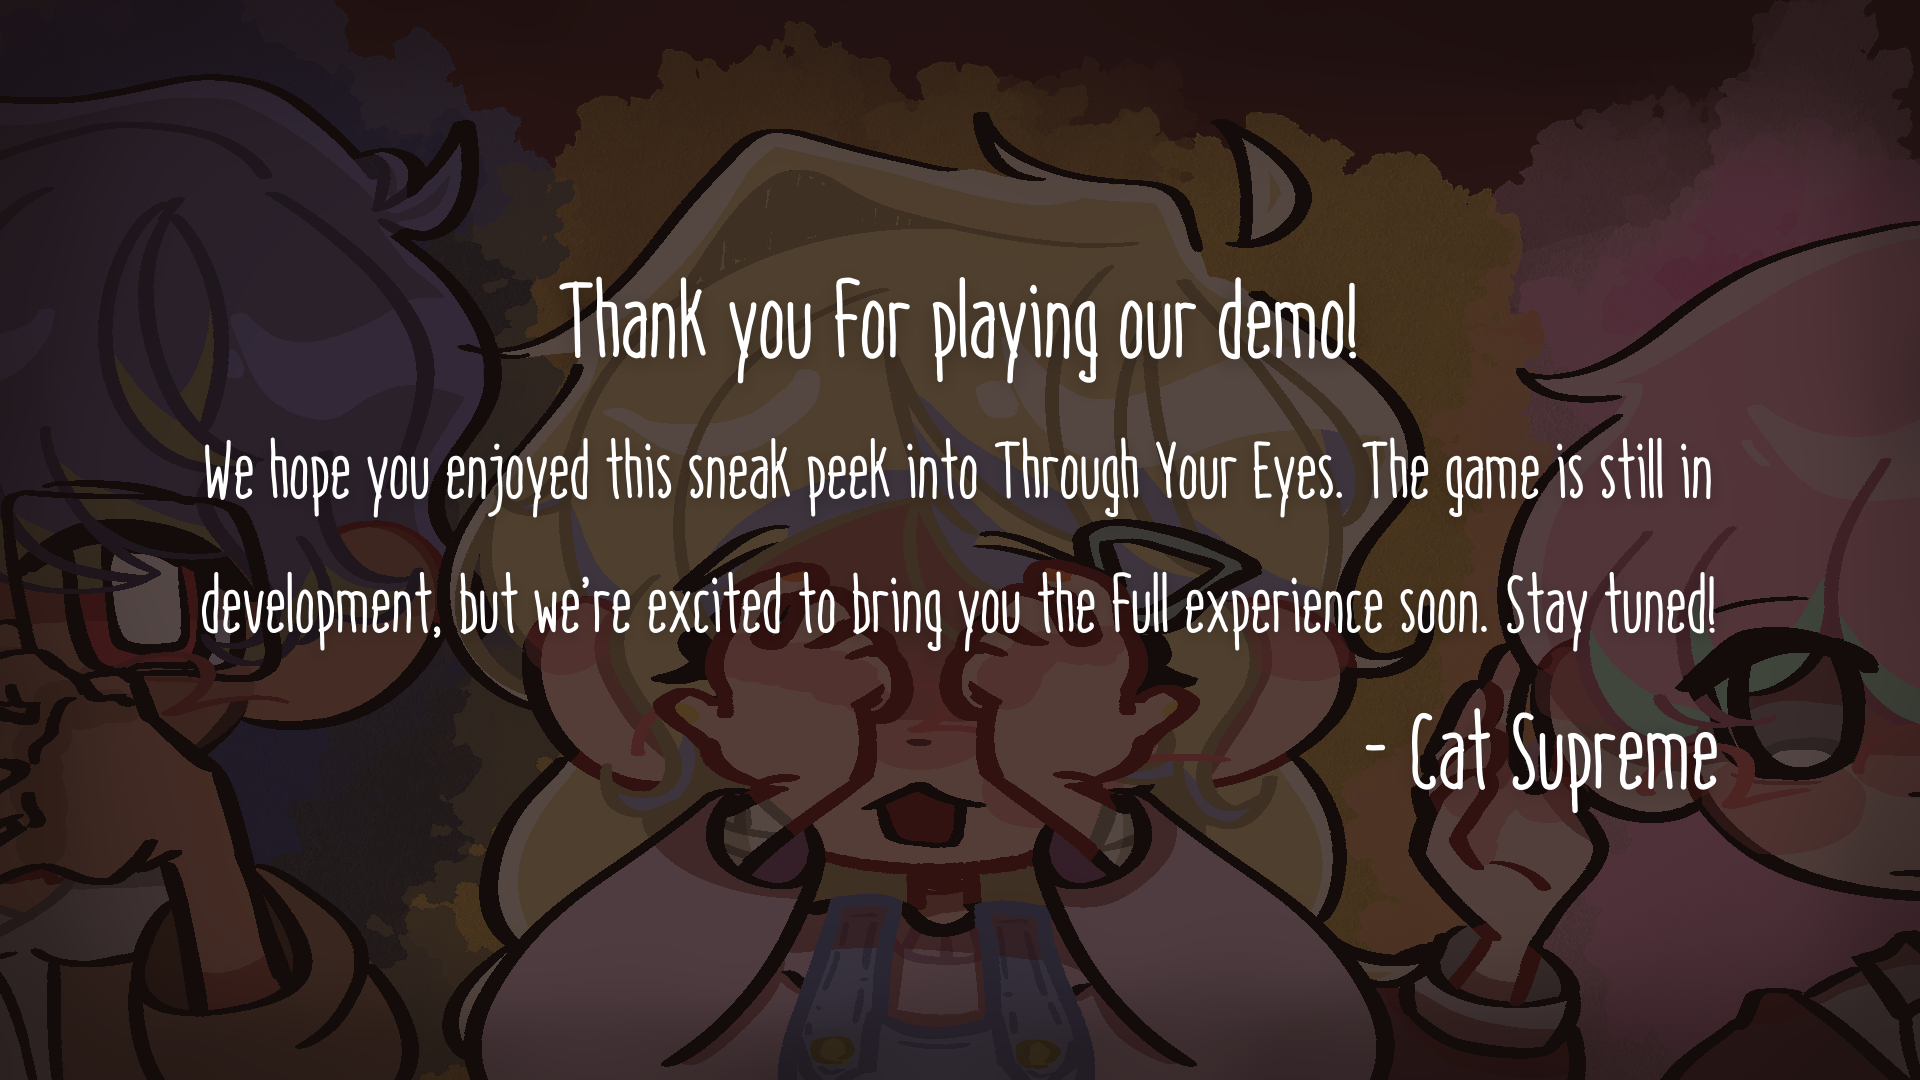 Thank you for playing our demo!
We hope you enjoyed this sneak peek into Through Your Eyes. The game is still in
development, but we're excited to bring you the full experience soon. Stay tuned!
- Cat Supreme